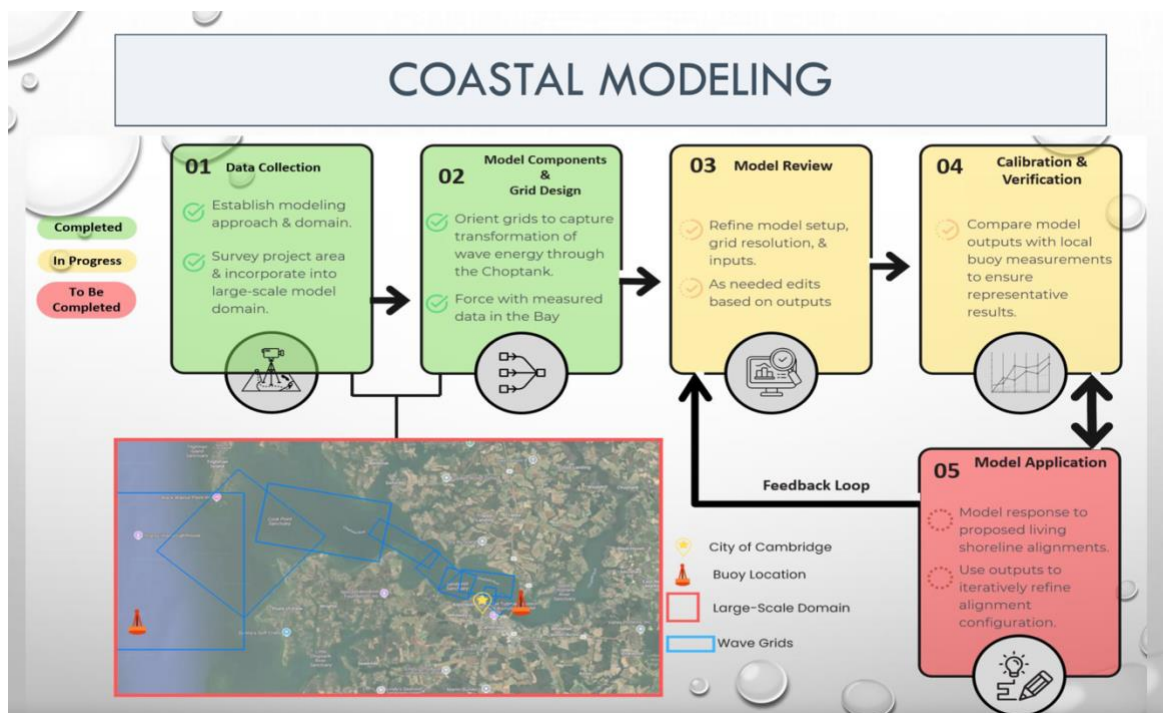 COASTAL MODELING
Completed
In Progress
To Be
Completed
01 Data Collection
Establish modeling
approach & domain.
Survey project area
& incorporate into
large-scale model
domain.
02 Model Components
&
Grid Design
Orient grids to capture
transformation of
wave energy through
the Choptank.
Force with measured
data in the Bay
03 Model Review
Refine model setup,
grid resolution, &
inputs.
As needed edits
based on outputs
04 Calibration &
Verification
Compare model
outputs with local
buoy measurements
to ensure
representative
results.
05 Model Application
Model response to
proposed living
shoreline alignments.
Use outputs to
iteratively refine
alignment
configuration.
Feedback Loop
City of Cambridge
Buoy Location
Large-Scale Domain
Wave Grids